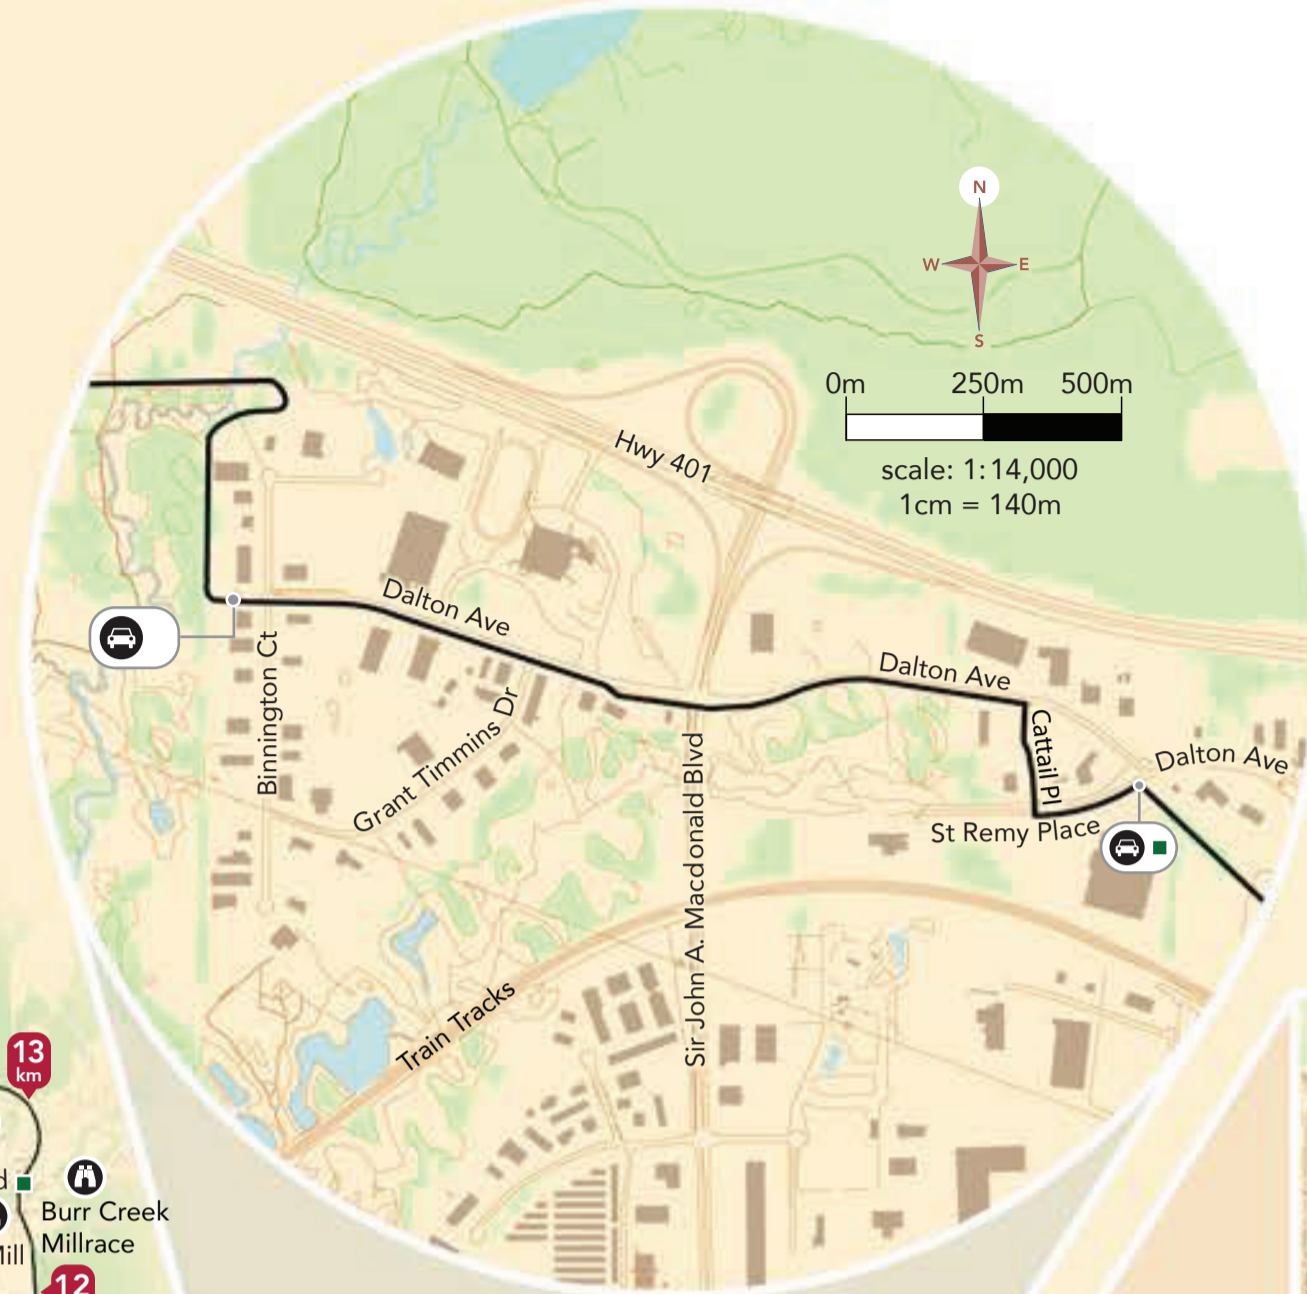 N
W
E
S
0m
250m
500m
scale: 1:14,000
1cm = 140m
Hwy 401
Dalton Ave
Binnington Ct
Grant Timmins Dr
Dalton Ave
Cattail Pl
Dalton Ave
St Remy Place
Sir John A. Macdonald Blvd
Train Tracks
13
km
Burr Creek
Millrace
12